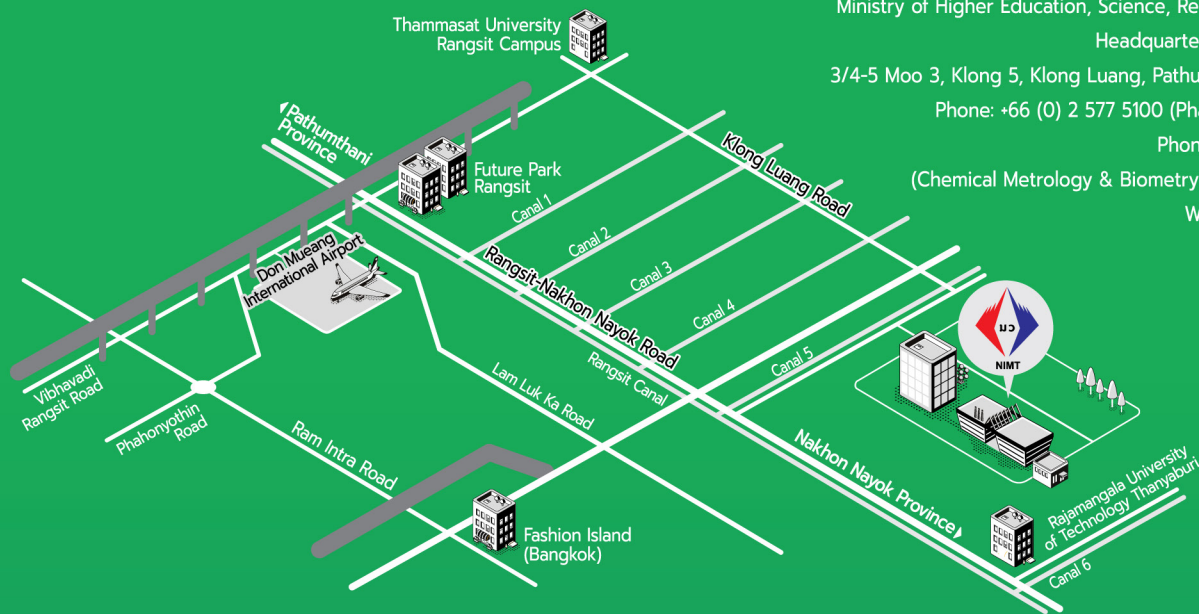 Ministry of Higher Education, Science, Re
Headquarte
3/4-5 Moo 3, Klong 5, Klong Luang, Pathu
Phone: +66 (0) 2 577 5100 (Pha
Phon
(Chemical Metrology & Biometry
W
Thammasat University
Rangsit Campus
Pathumthani
Province
Future Park
Rangsit
Klong Luang Road
Canal 1
Canal 2
Canal 3
Canal 4
Canal 5
Don Mueang
International Airport
Rangsit-Nakhon Nayok Road
Rangsit Canal
มว
NIMT
Vibhavadi
Rangsit Road
Phahonyothin
Road
Ram Intra Road
Lam Luk Ka Road
Nakhon Nayok Province
Fashion Island
(Bangkok)
Rajamangala University
of Technology Thanyaburi
Canal 6